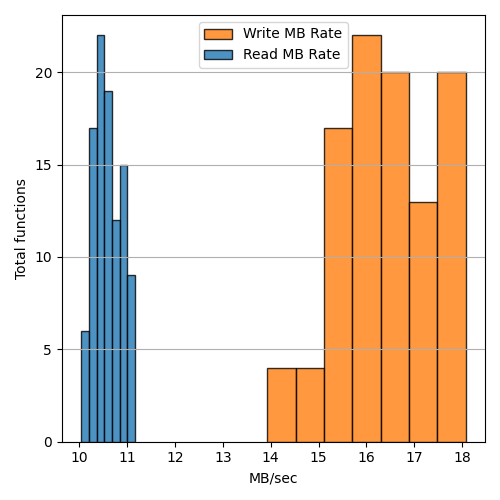 Write MB Rate
Read MB Rate
20
15
10
5
0
Total functions
10 11 12 13 14 15 16 17 18
MB/sec